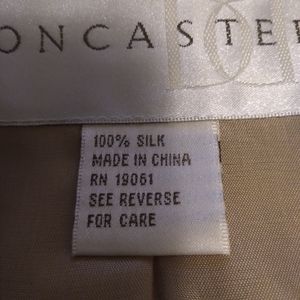 ONCASTE
100% SILK
MADE IN CHINA
RN 19061
SEE REVERSE
FOR CARE